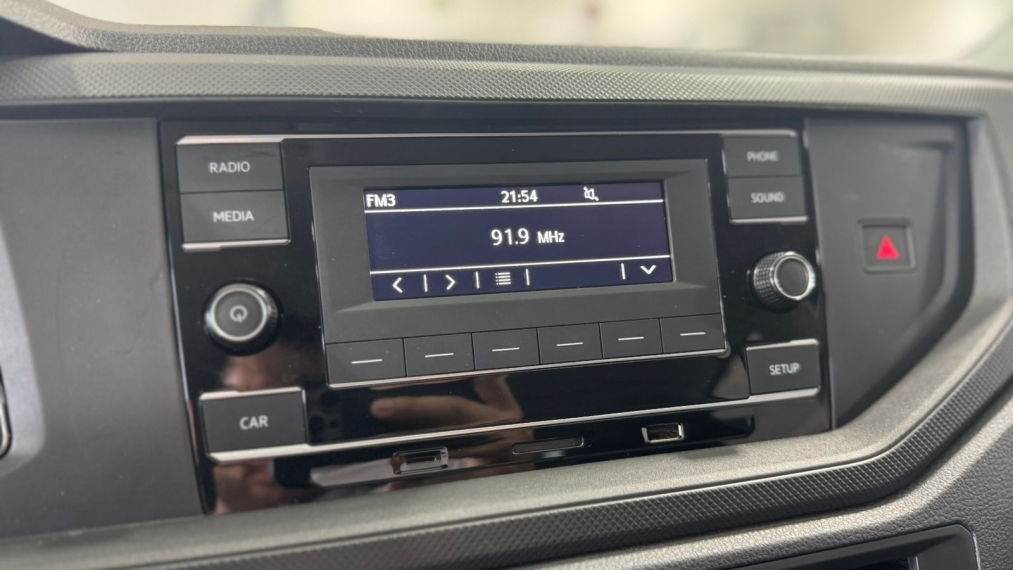 RADIO
MEDIA
FM3 21:54
91.9 MHz
PHONE
SOUND
CAR
SETUP